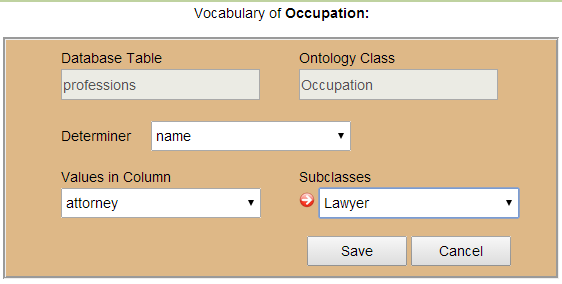 Vocabulary of Occupation:
Database Table Ontology Class
professions Occupation
Determiner name
Values in Column Subclasses
attorney Lawyer
Save Cancel